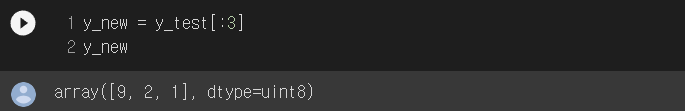 1 y_new = y_test[:3]
2 y_new
array([9, 2, 1], dtype=uint8)